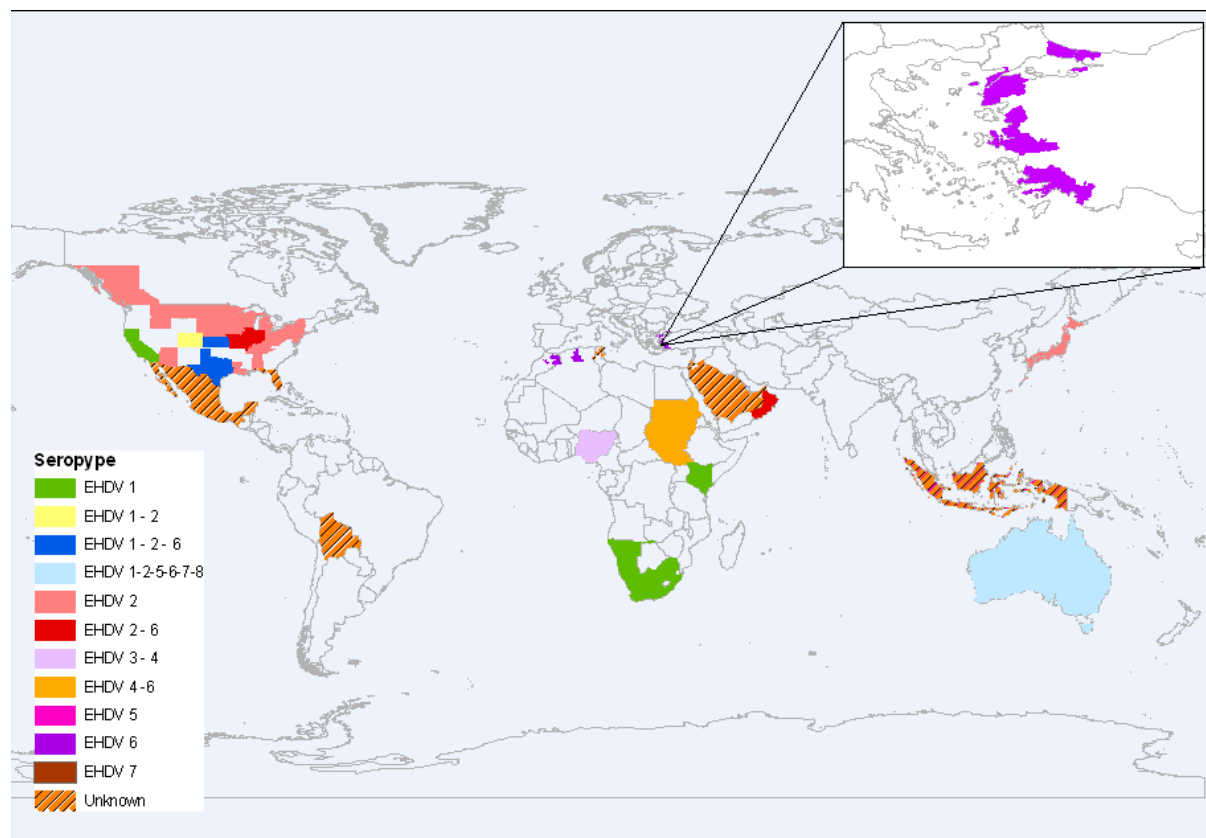 Seropype
EHDV 1
EHDV 1 - 2
EHDV 1 - 2 - 6
EHDV 1-2-5-6-7-8
EHDV 2
EHDV 2 - 6
EHDV 3 - 4
EHDV 4 - 6
EHDV 5
EHDV 6
EHDV 7
Unknown